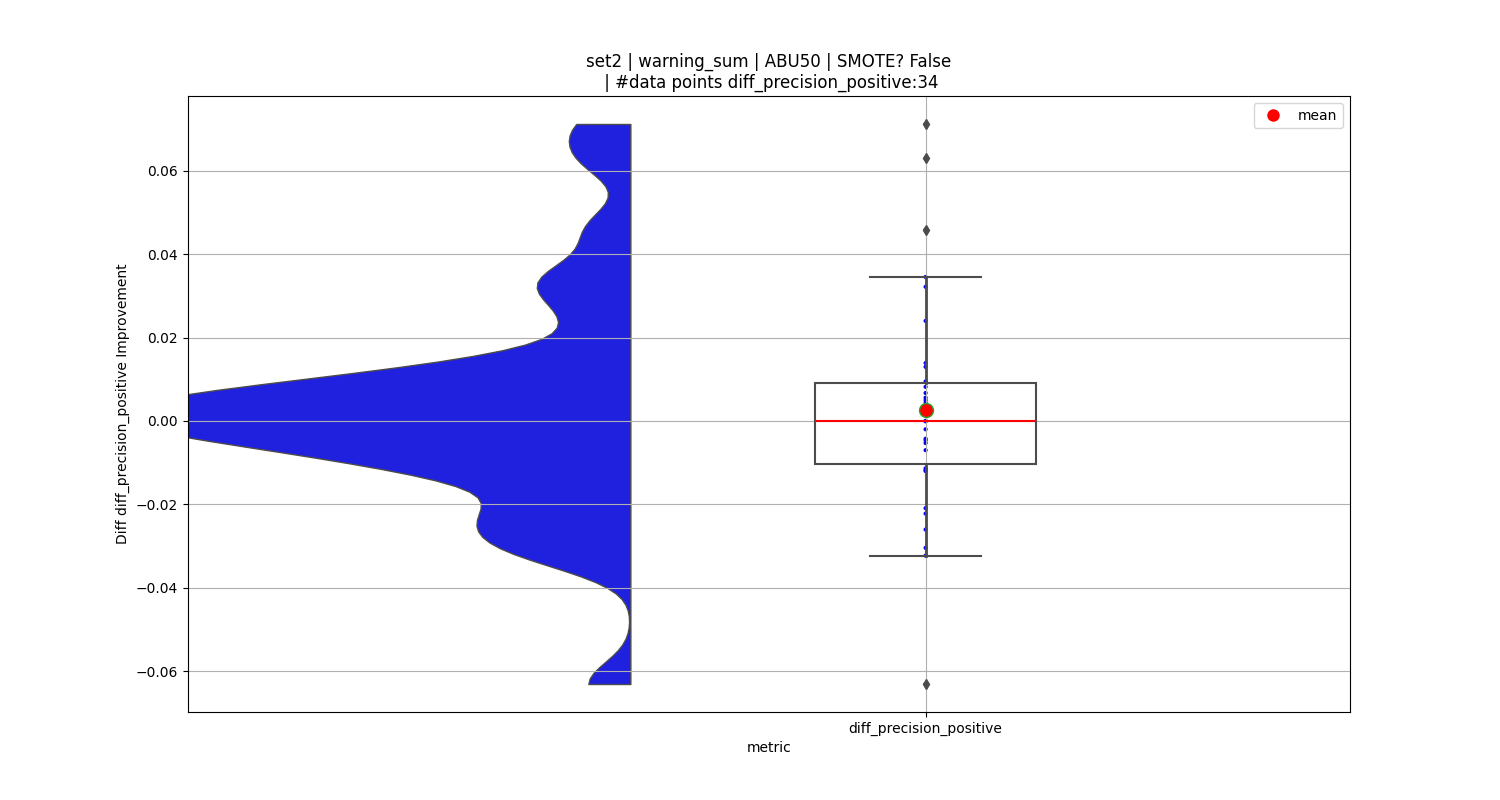 set2 | warning_sum | ABU50 | SMOTE? False
| #data points diff_precision_positive:34
mean
0.06
0.04
0.02
0.00
−0.02
−0.04
−0.06
Diff diff_precision_positive Improvement
diff_precision_positive
metric